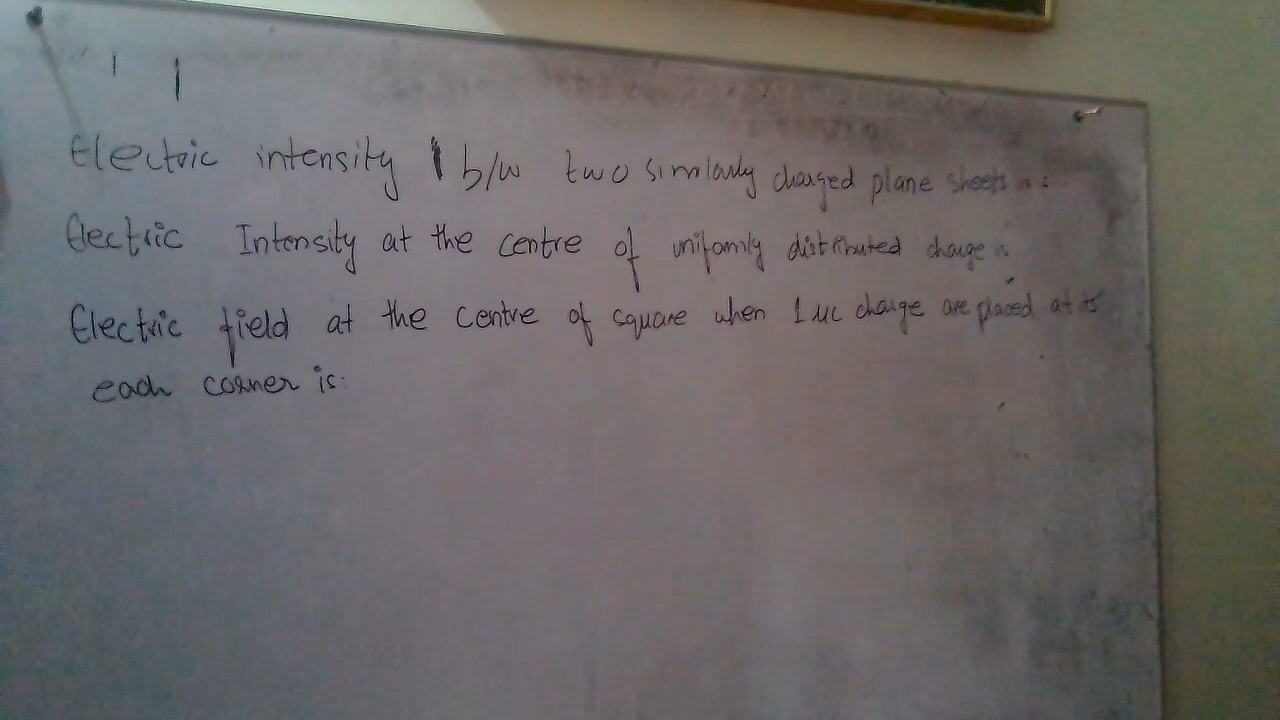 Electric intensity b/w two similarly charged plane sheets is:
Electric Intensity at the centre of uniformly distributed charge is
Electric field at the centre of square when 1 uc charge are placed at its
each corner is: